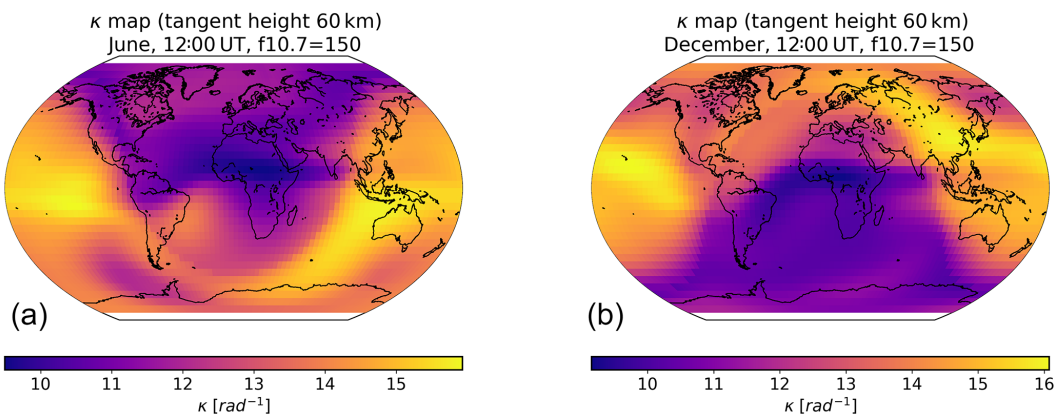 κ map (tangent height 60 km)
June, 12:00 UT, f10.7=150
(a)
10 11 12 13 14 15
κ [rad⁻¹]
κ map (tangent height 60 km)
December, 12:00 UT, f10.7=150
(b)
10 11 12 13 14 15 16
κ [rad⁻¹]